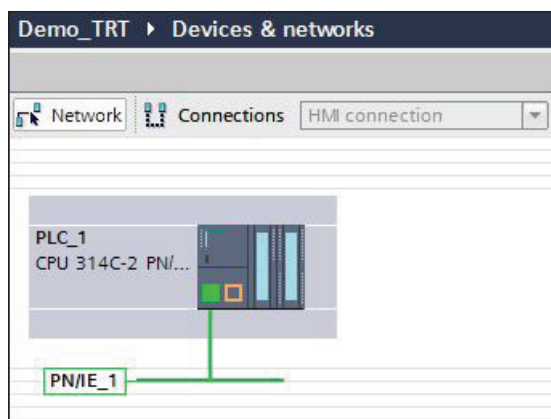 Demo_TRT ▸ Devices & networks
Network Connections HMI connection
PLC_1
CPU 314C-2 PN/...
PN/IE_1